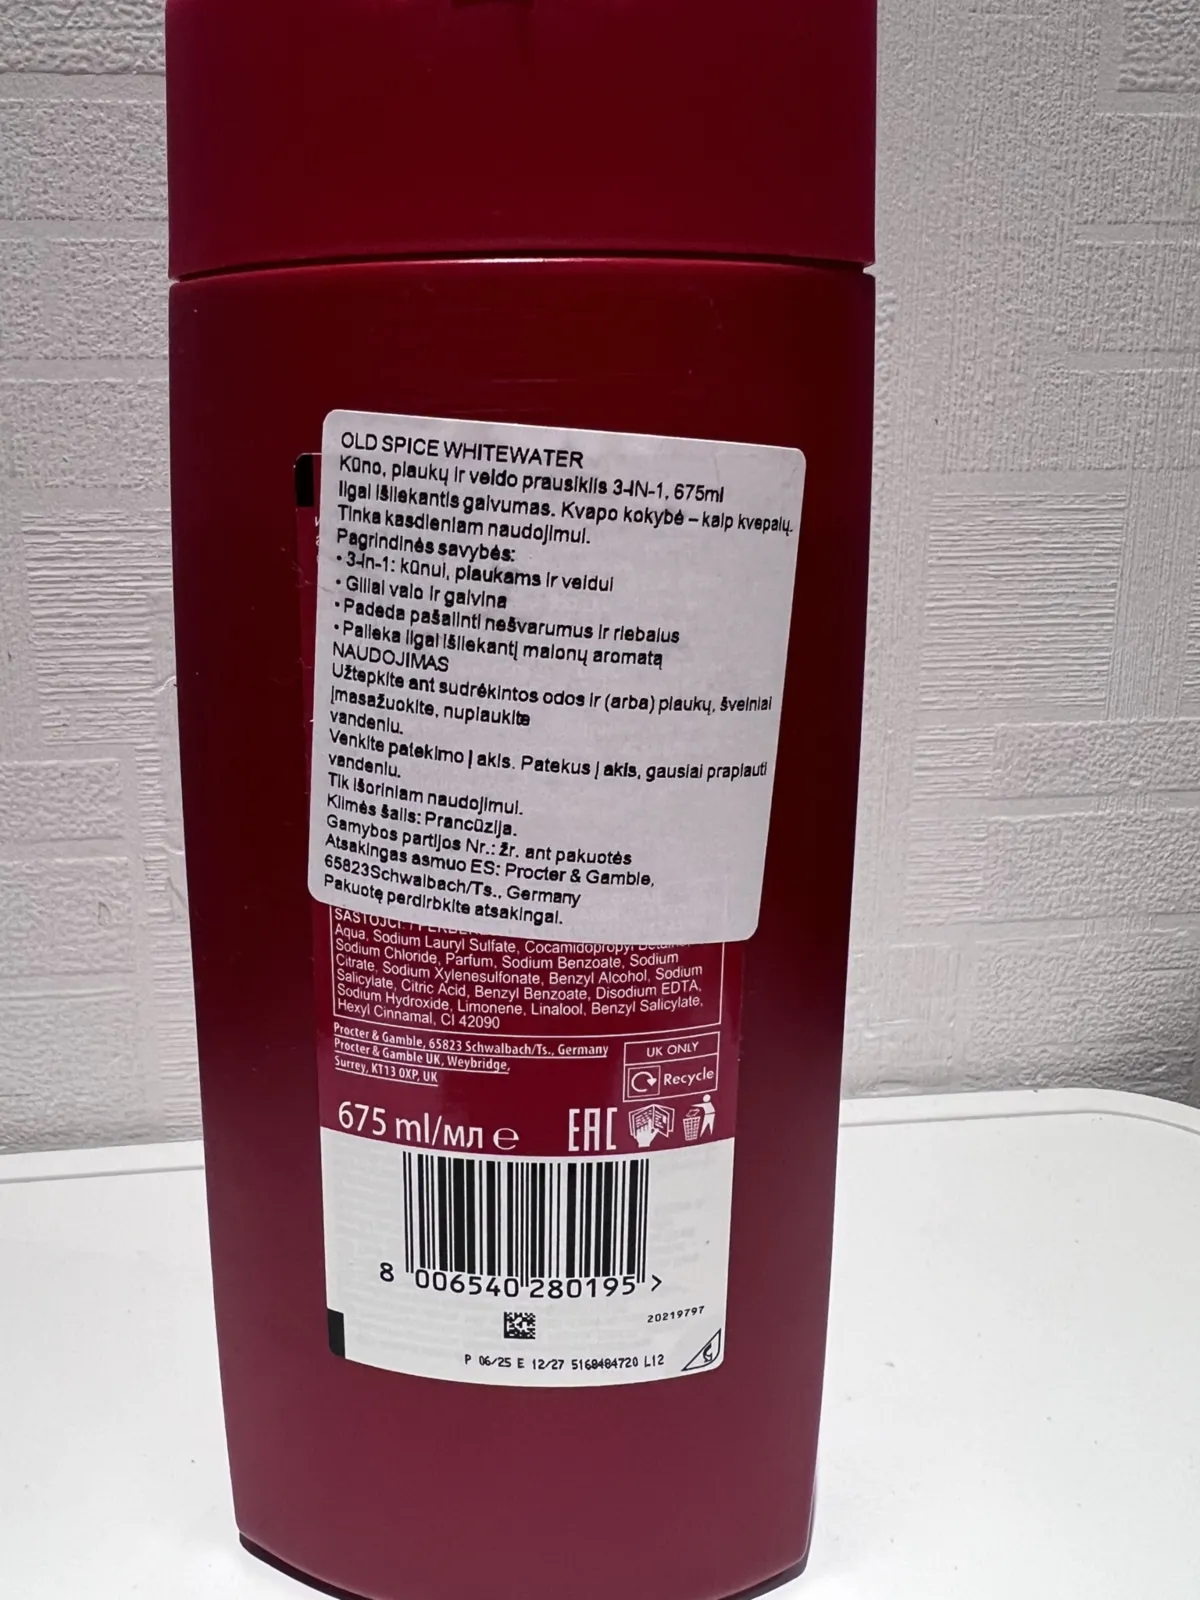 OLD SPICE WHITEWATER
Kūno, plaukų ir veido prausiklis 3-IN-1, 675ml
Ilgai išliekantis gaivumas. Kvapo kokybė – kaip kvepalų.
Tinka kasdieniam naudojimui.
Pagrindinės savybės:
• 3-in-1: kūnui, plaukams ir veidui
• Giliai valo ir gaivina
• Padeda pašalinti nešvarumus ir riebalus
• Palieka ilgai išliekantį malonų aromatą
NAUDOJIMAS
Užtepkite ant sudrėkintos odos ir (arba) plaukų, švelniai
įmasažuokite, nuplaukite
vandeniu.
Venkite patekimo į akis. Patekus į akis, gausiai praplauti
vandeniu.
Tik išoriniam naudojimui.
Kilmės šalis: Prancūzija.
Gamybos partijos Nr.: žr. ant pakuotės
Atsakingas asmuo ES: Procter & Gamble,
65823Schwalbach/Ts., Germany
Pakuotę perdirbkite atsakingai.
Aqua, Sodium Lauryl Sulfate, Cocamidopropyl
Sodium Chloride, Parfum, Sodium Benzoate, Sodium
Citrate, Sodium Xylenesulfonate, Benzyl Alcohol, Sodium
Salicylate, Citric Acid, Benzyl Benzoate, Disodium EDTA,
Sodium Hydroxide, Limonene, Linalool, Benzyl Salicylate,
Hexyl Cinnamal, CI 42090
Procter & Gamble, 65823 Schwalbach/Ts., Germany
Procter & Gamble UK, Weybridge,
Surrey, KT13 0XP, UK
UK ONLY
Recycle
675 ml/мл ℮
EAC
8 006540 280195 >
20219797
P 06/25 E 12/27 5168484720 L12